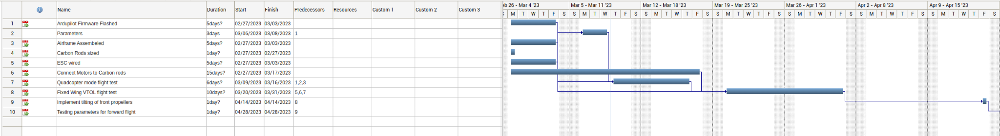 Name Duration Start Finish Predecessors Resources Custom 1 Custom 2 Custom 3
1 Ardupilot Firmware Flashed 5days? 02/27/2023 03/03/2023
2 Parameters 3days 03/06/2023 03/08/2023 1
3 Airframe Assembeled 5days? 02/27/2023 03/03/2023
4 Carbon Rods sized 1day? 02/27/2023 02/27/2023
5 ESC wired 5days? 02/27/2023 03/03/2023
6 Connect Motors to Carbon rods 15days? 02/27/2023 03/17/2023
7 Quadcopter mode flight test 6days? 03/09/2023 03/16/2023 1,2,3
8 Fixed Wing VTOL flight test 10days? 03/20/2023 03/31/2023 5,6,7
9 Implement tilting of front propellers 1day? 04/14/2023 04/14/2023 8
10 Testing parameters for forward flight 1day? 04/28/2023 04/28/2023 9
eb 26 - Mar 4 '23 Mar 5 - Mar 11 '23 Mar 12 - Mar 18 '23 Mar 19 - Mar 25 '23 Mar 26 - Apr 1 '23 Apr 2 - Apr 8 '23 Apr 9 - Apr 15 '23
M T W T F S S M T W T F S S M T W T F S S M T W T F S S M T W T F S S M T W T F S S M T W T F S